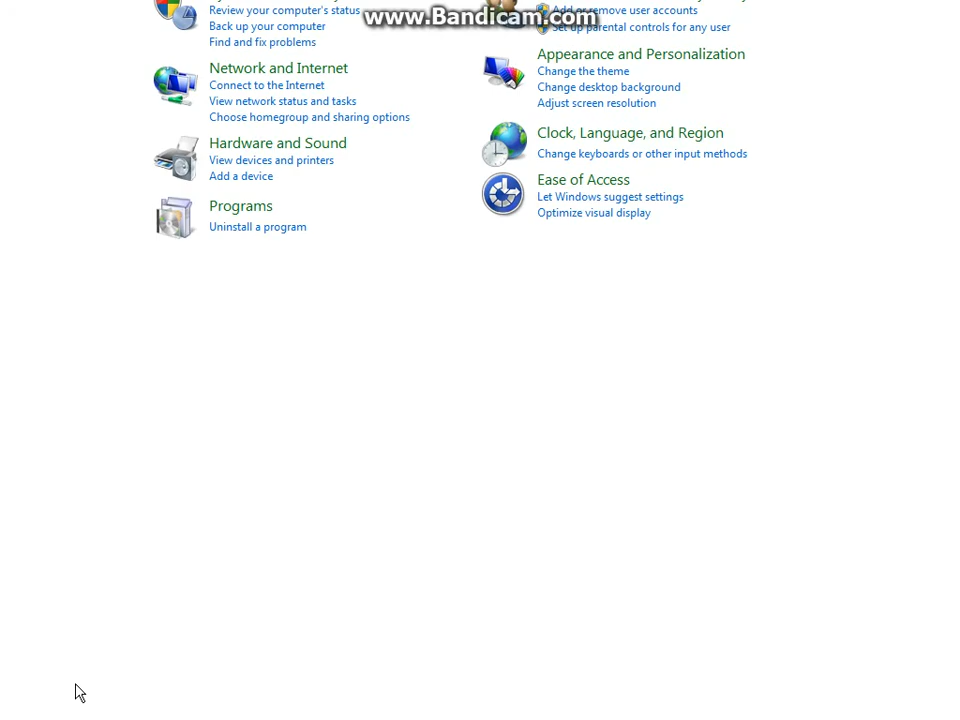 www.Bandicam.com
Review your computer's status
Back up your computer
Find and fix problems
Network and Internet
Connect to the Internet
View network status and tasks
Choose homegroup and sharing options
Hardware and Sound
View devices and printers
Add a device
Programs
Uninstall a program
Add or remove user accounts
Set up parental controls for any user
Appearance and Personalization
Change the theme
Change desktop background
Adjust screen resolution
Clock, Language, and Region
Change keyboards or other input methods
Ease of Access
Let Windows suggest settings
Optimize visual display